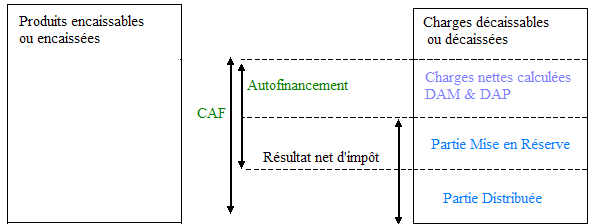 Produits encaissables
ou encaissées
Charges décaissables
ou décaissées
Charges nettes calculées
DAM & DAP
Autofinancement
CAF
Partie Mise en Réserve
Résultat net d'impôt
Partie Distribuée